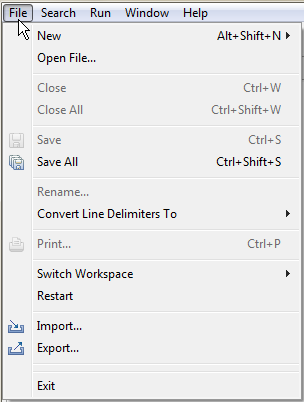 File Search Run Window Help
New Alt+Shift+N
Open File...
Close Ctrl+W
Close All Ctrl+Shift+W
Save Ctrl+S
Save All Ctrl+Shift+S
Rename...
Convert Line Delimiters To
Print... Ctrl+P
Switch Workspace
Restart
Import...
Export...
Exit